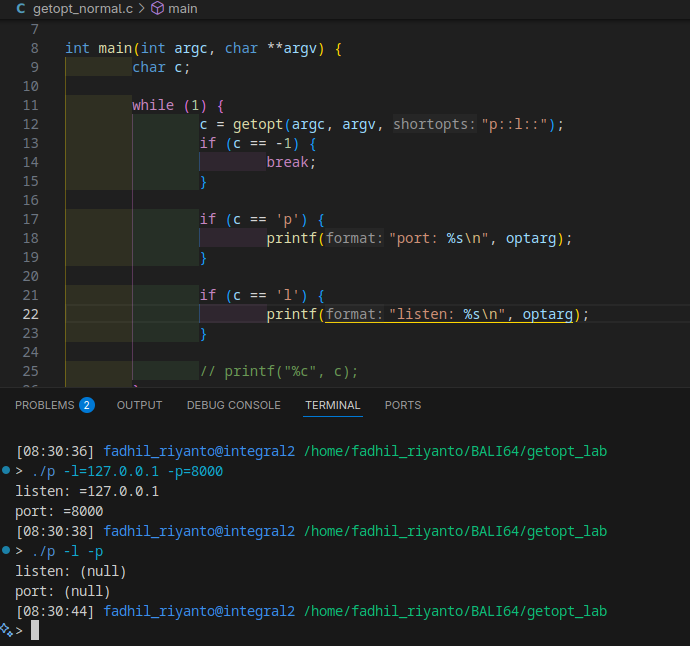 C getopt_normal.c > main
7
8 int main(int argc, char **argv) {
9 char c;
10
11 while (1) {
12 c = getopt(argc, argv, shortopts: "p::l::");
13 if (c == -1) {
14 break;
15 }
16
17 if (c == 'p') {
18 printf(format: "port: %s\n", optarg);
19 }
20
21 if (c == 'l') {
22 printf(format: "listen: %s\n", optarg);
23 }
24
25 // printf("%c", c);
PROBLEMS 2 OUTPUT DEBUG CONSOLE TERMINAL PORTS
[08:30:36] fadhil_riyanto@integral2 /home/fadhil_riyanto/BALI64/getopt_lab
> ./p -l=127.0.0.1 -p=8000
listen: =127.0.0.1
port: =8000
[08:30:38] fadhil_riyanto@integral2 /home/fadhil_riyanto/BALI64/getopt_lab
> ./p -l -p
listen: (null)
port: (null)
[08:30:44] fadhil_riyanto@integral2 /home/fadhil_riyanto/BALI64/getopt_lab
>